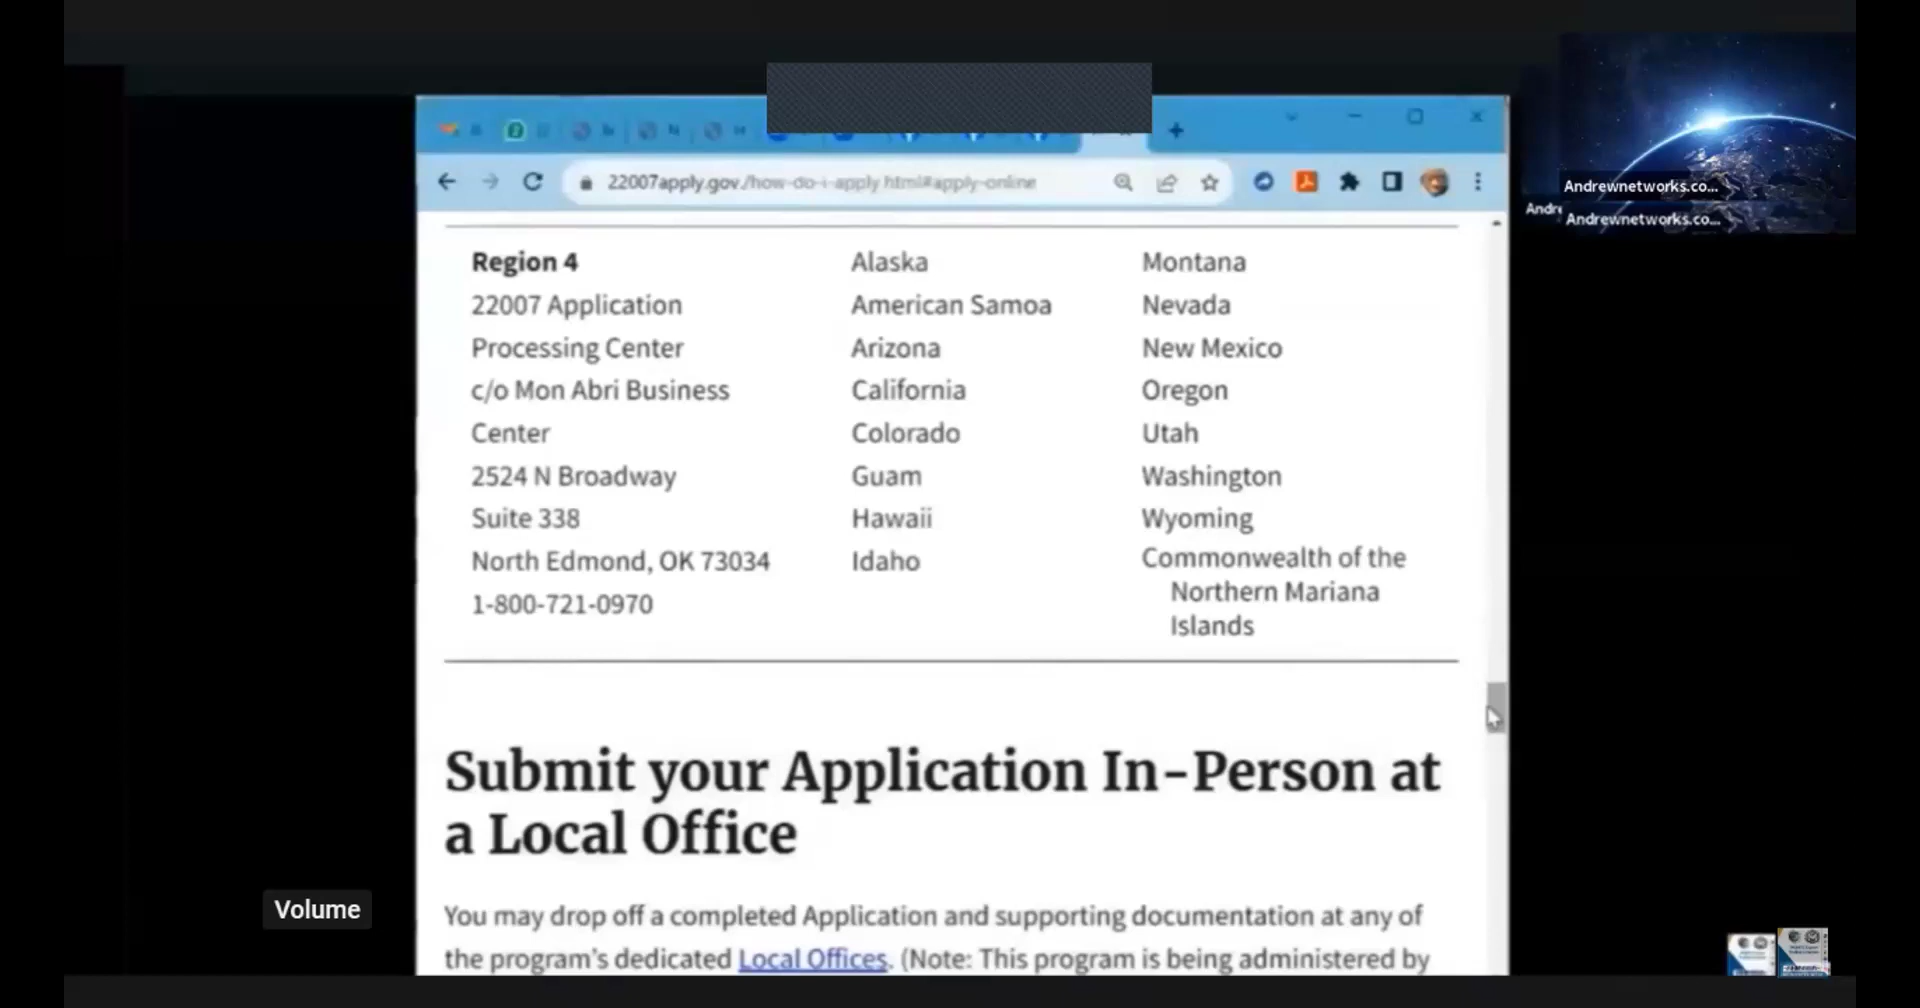 22007apply.gov./how-do-i-apply.html#apply-online
Andrewnetworks.co...
Andre
Andrewnetworks.co...
Region 4
22007 Application
Processing Center
c/o Mon Abri Business
Center
2524 N Broadway
Suite 338
North Edmond, OK 73034
1-800-721-0970
Alaska
American Samoa
Arizona
California
Colorado
Guam
Hawaii
Idaho
Montana
Nevada
New Mexico
Oregon
Utah
Washington
Wyoming
Commonwealth of the
Northern Mariana
Islands
Submit your Application In-Person at
a Local Office
You may drop off a completed Application and supporting documentation at any of
the program's dedicated Local Offices. (Note: This program is being administered by
Volume